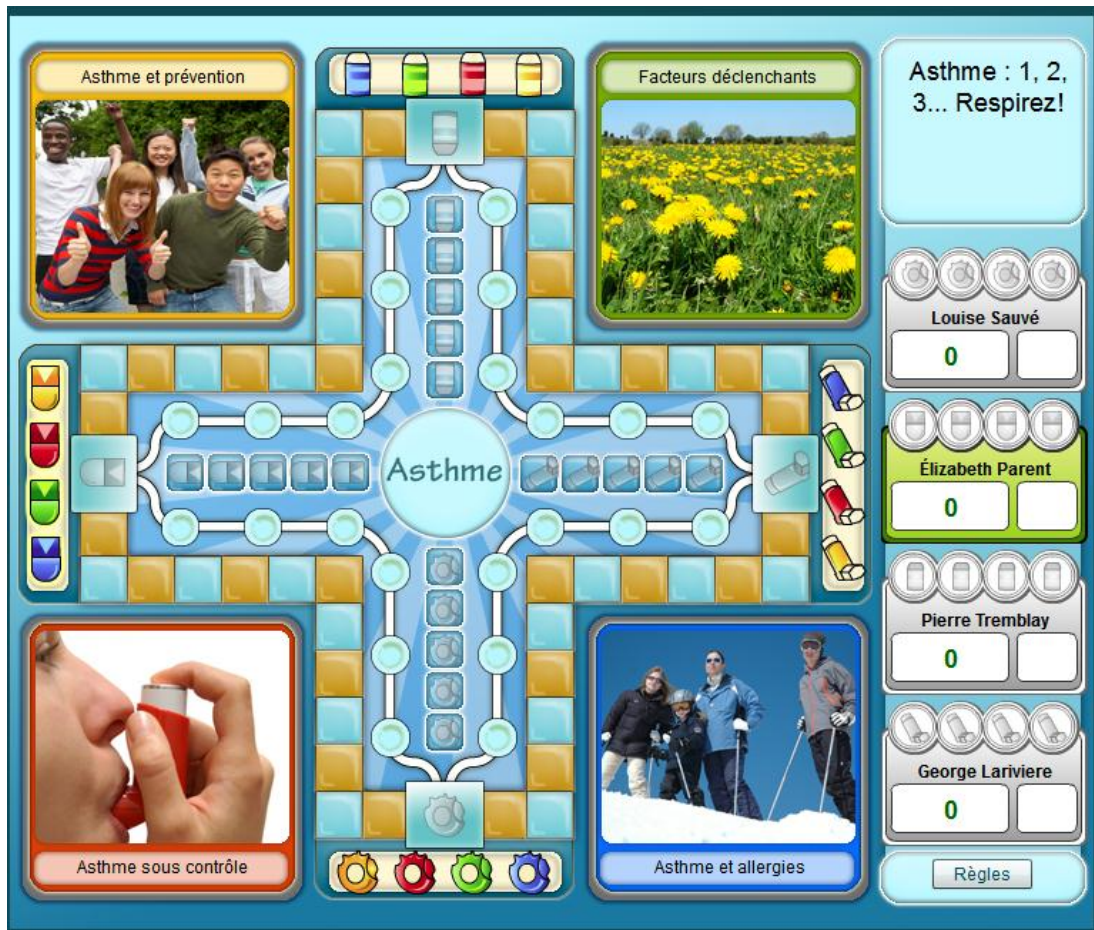 Asthme et prévention
Facteurs déclenchants
Asthme : 1, 2,
3... Respirez!
Louise Sauvé
0
Élizabeth Parent
0
Asthme
Pierre Tremblay
0
George Lariviere
0
Asthme sous contrôle
Asthme et allergies
Règles